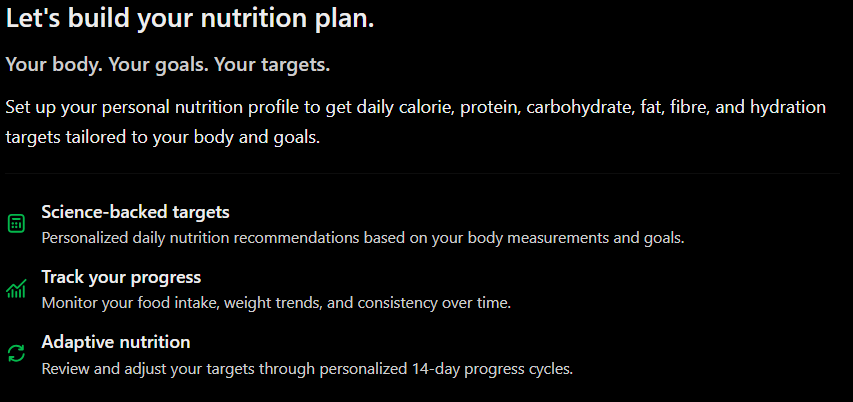 Let's build your nutrition plan.
Your body. Your goals. Your targets.
Set up your personal nutrition profile to get daily calorie, protein, carbohydrate, fat, fibre, and hydration
targets tailored to your body and goals.
Science-backed targets
Personalized daily nutrition recommendations based on your body measurements and goals.
Track your progress
Monitor your food intake, weight trends, and consistency over time.
Adaptive nutrition
Review and adjust your targets through personalized 14-day progress cycles.